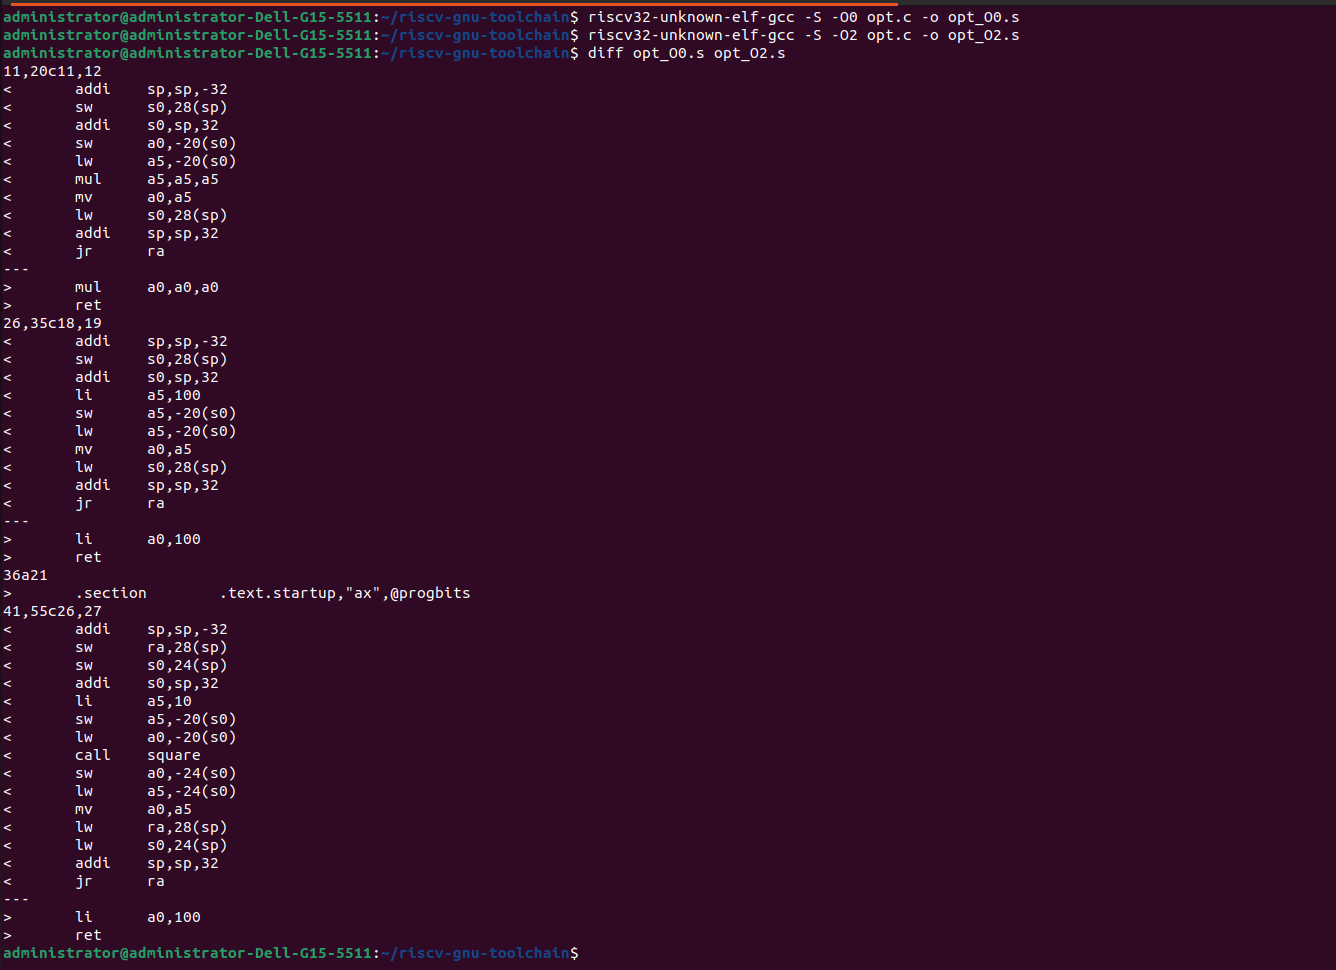 administrator@administrator-Dell-G15-5511:~/riscv-gnu-toolchain$ riscv32-unknown-elf-gcc -S -O0 opt.c -o opt_O0.s
administrator@administrator-Dell-G15-5511:~/riscv-gnu-toolchain$ riscv32-unknown-elf-gcc -S -O2 opt.c -o opt_O2.s
administrator@administrator-Dell-G15-5511:~/riscv-gnu-toolchain$ diff opt_O0.s opt_O2.s
11,20c11,12
<       addi    sp,sp,-32
<       sw      s0,28(sp)
<       addi    s0,sp,32
<       sw      a0,-20(s0)
<       lw      a5,-20(s0)
<       mul     a5,a5,a5
<       mv      a0,a5
<       lw      s0,28(sp)
<       addi    sp,sp,32
<       jr      ra
---
>       mul     a0,a0,a0
>       ret
26,35c18,19
<       addi    sp,sp,-32
<       sw      s0,28(sp)
<       addi    s0,sp,32
<       li      a5,100
<       sw      a5,-20(s0)
<       lw      a5,-20(s0)
<       mv      a0,a5
<       lw      s0,28(sp)
<       addi    sp,sp,32
<       jr      ra
---
>       li      a0,100
>       ret
36a21
>       .section        .text.startup,"ax",@progbits
41,55c26,27
<       addi    sp,sp,-32
<       sw      ra,28(sp)
<       sw      s0,24(sp)
<       addi    s0,sp,32
<       li      a5,10
<       sw      a5,-20(s0)
<       lw      a0,-20(s0)
<       call    square
<       sw      a0,-24(s0)
<       lw      a5,-24(s0)
<       mv      a0,a5
<       lw      ra,28(sp)
<       lw      s0,24(sp)
<       addi    sp,sp,32
<       jr      ra
---
>       li      a0,100
>       ret
administrator@administrator-Dell-G15-5511:~/riscv-gnu-toolchain$